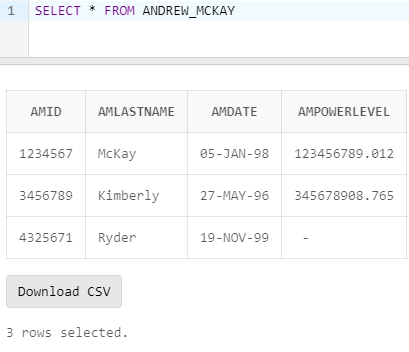 1 SELECT * FROM ANDREW_MCKAY
AMID AMLASTNAME AMDATE AMPOWERLEVEL
1234567 McKay 05-JAN-98 123456789.012
3456789 Kimberly 27-MAY-96 345678908.765
4325671 Ryder 19-NOV-99 -
Download CSV
3 rows selected.